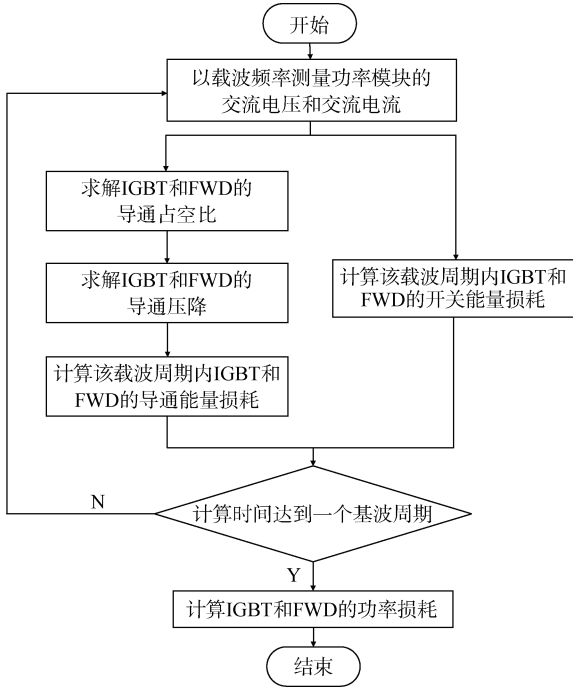 开始
以载波频率测量功率模块的
交流电压和交流电流
求解IGBT和FWD的
导通占空比
求解IGBT和FWD的
导通压降
计算该载波周期内IGBT和
FWD的导通能量损耗
计算该载波周期内IGBT和
FWD的开关能量损耗
计算时间达到一个基波周期
N
Y
计算IGBT和FWD的功率损耗
结束